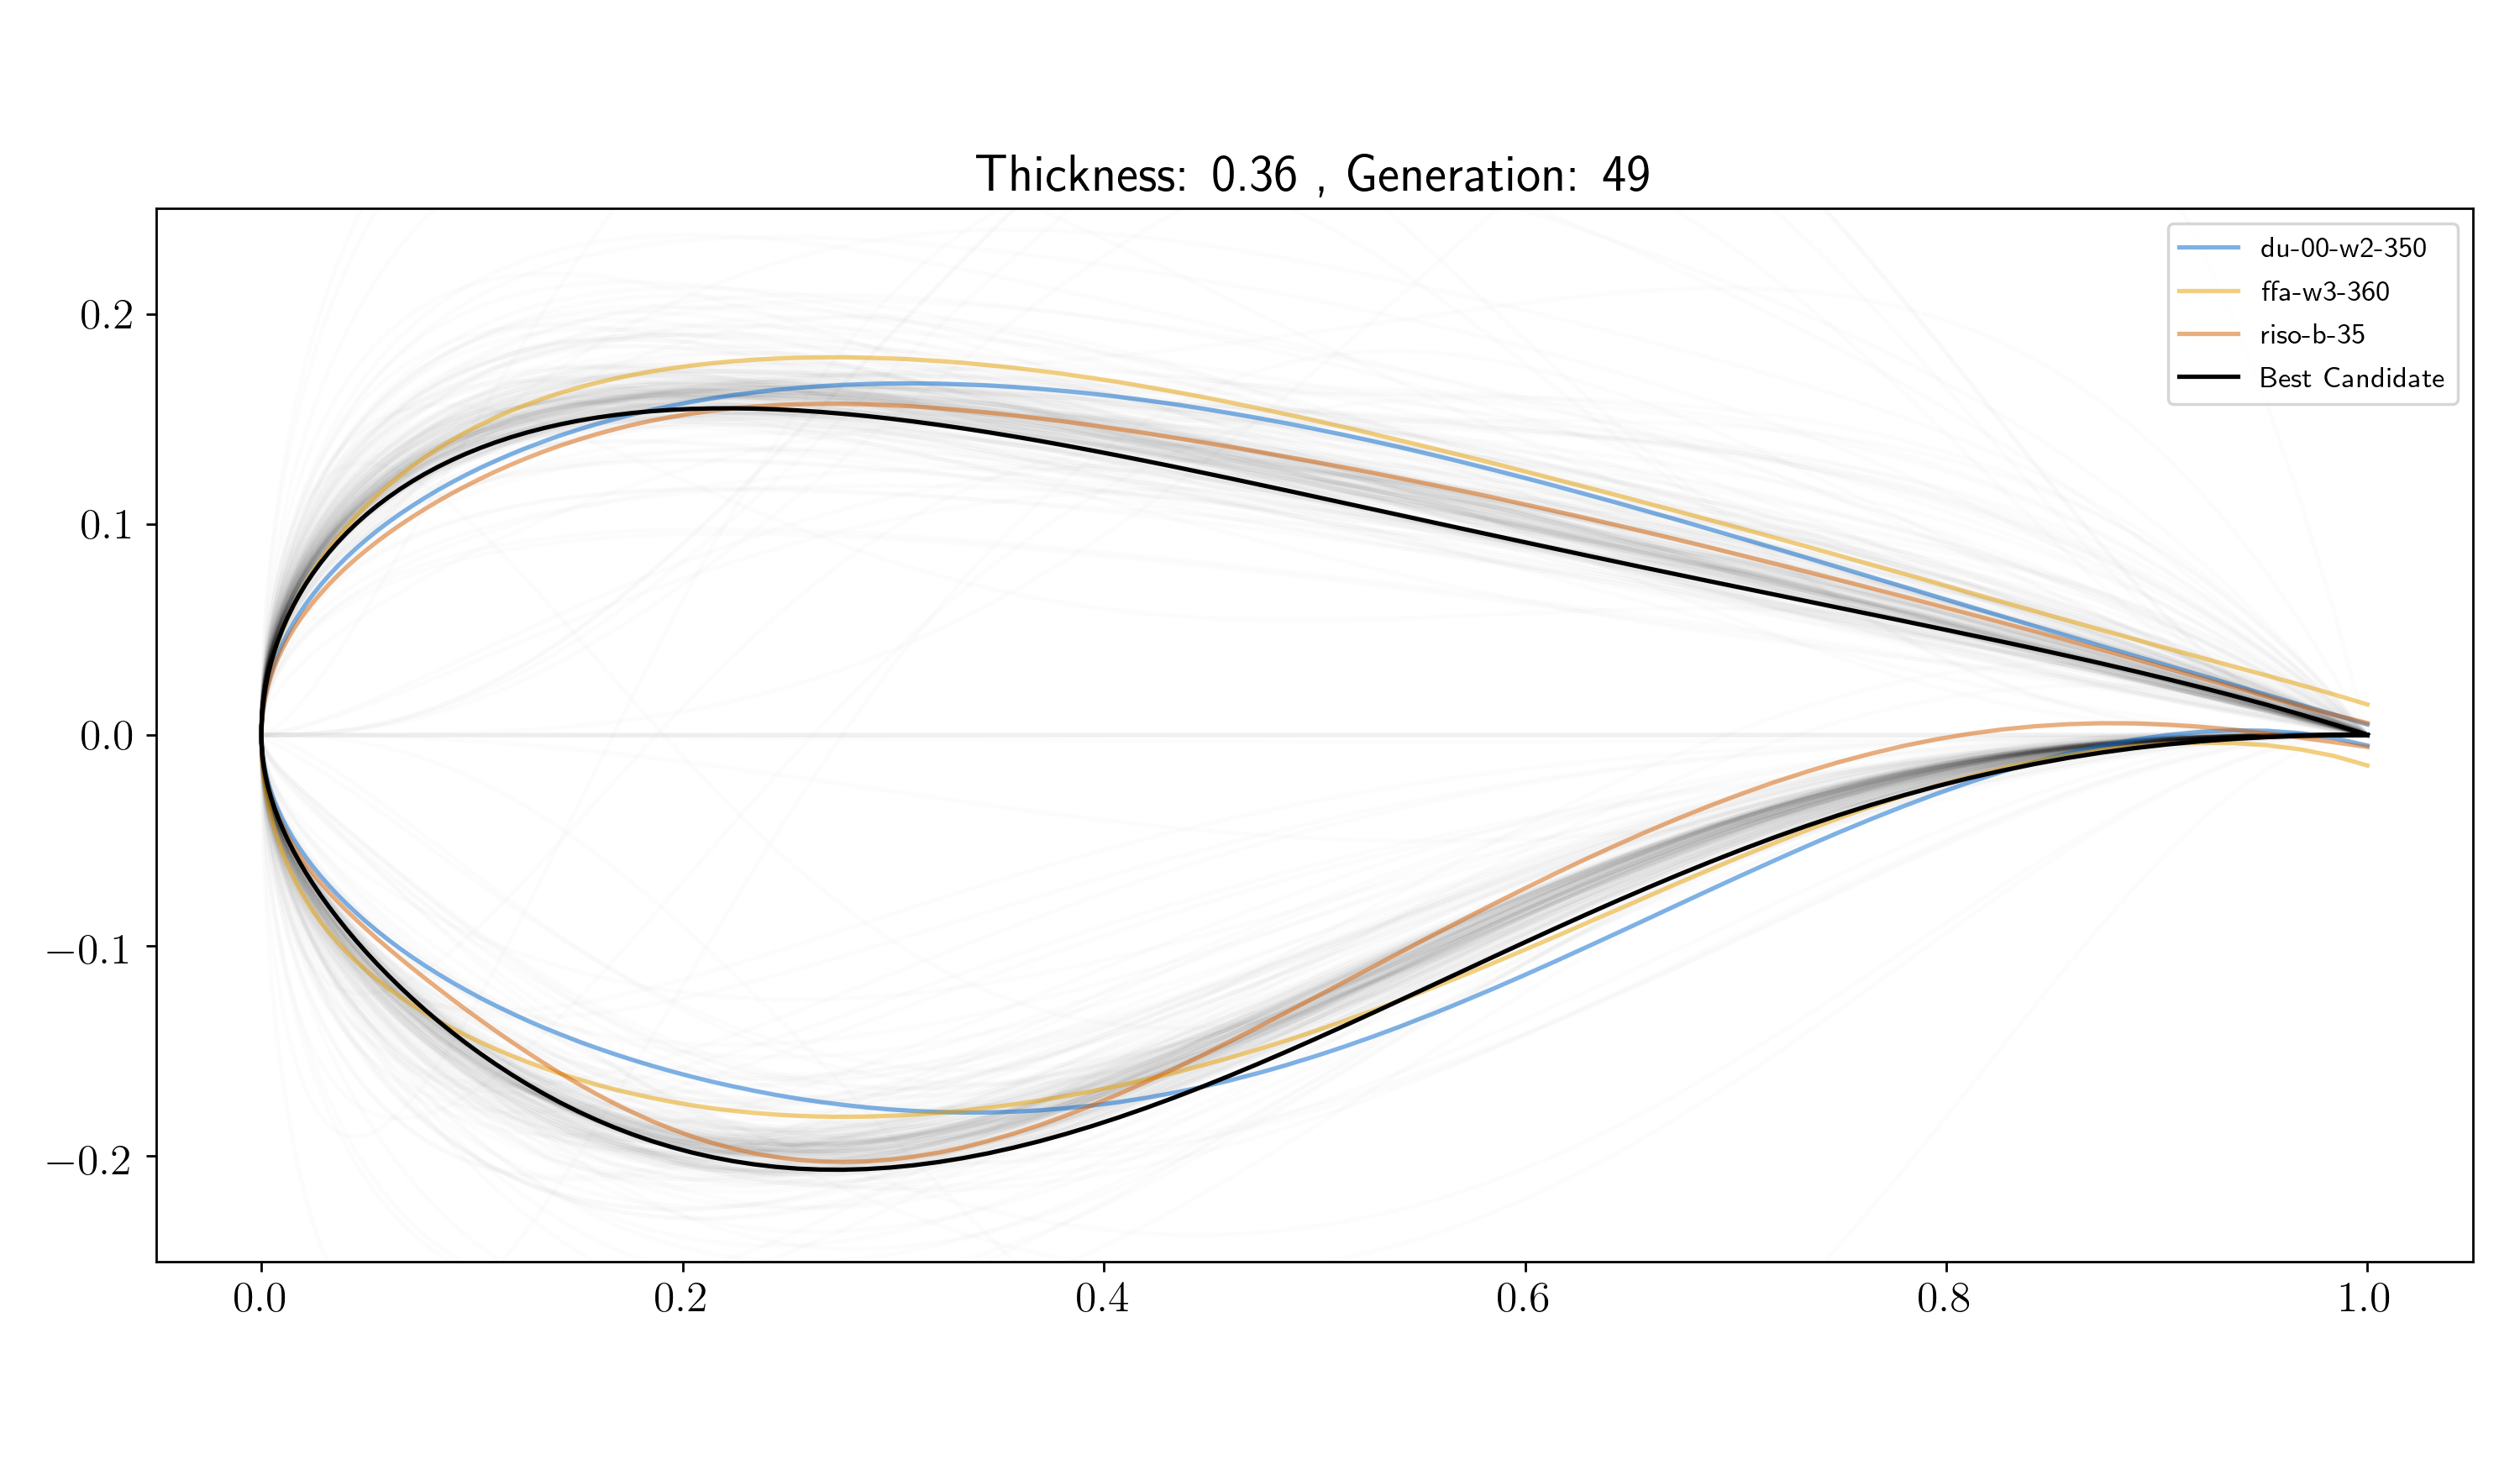 Thickness: 0.36 , Generation: 49
du-00-w2-350
ffa-w3-360
riso-b-35
Best Candidate
0.2
0.1
0.0
−0.1
−0.2
0.0 0.2 0.4 0.6 0.8 1.0